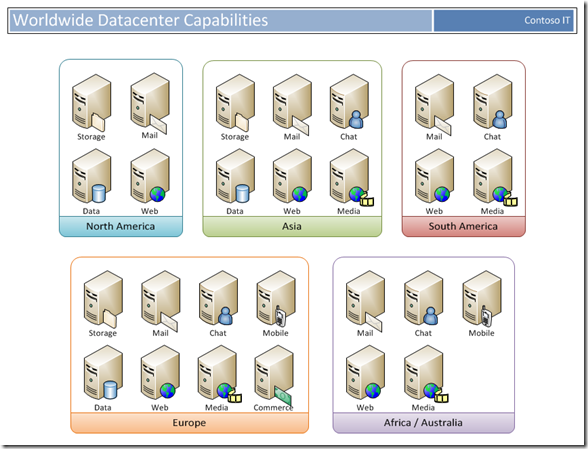 Worldwide Datacenter Capabilities
Contoso IT
Storage
Mail
Data
Web
North America
Storage
Mail
Chat
Data
Web
Media
Asia
Mail
Chat
Web
Media
South America
Storage
Mail
Chat
Mobile
Data
Web
Media
Commerce
Europe
Mail
Chat
Mobile
Web
Media
Africa / Australia